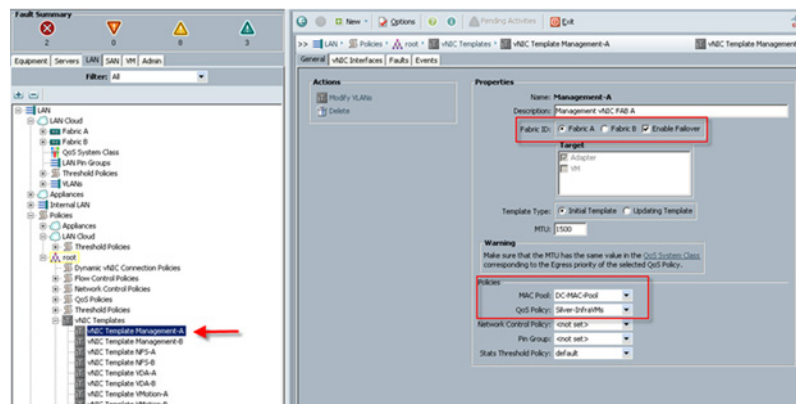 Fault Summary
2 0 0 3
Equipment Servers LAN SAN VM Admin
Filter: All
LAN
LAN Cloud
Fabric A
Fabric B
QoS System Class
LAN Pin Groups
Threshold Policies
VLANs
Appliances
Internal LAN
Policies
Appliances
LAN Cloud
Threshold Policies
root
Dynamic vNIC Connection Policies
Flow Control Policies
Network Control Policies
QoS Policies
Threshold Policies
vNIC Templates
vNIC Template Management-A
vNIC Template Management-B
vNIC Template NFS-A
vNIC Template NFS-B
vNIC Template VDA-A
vNIC Template VDA-B
vNIC Template VMotion-A
vNIC Template VMotion-B
New Options Pending Activities Exit
>> LAN Policies root vNIC Templates vNIC Template Management-A vNIC Template Management
General vNIC Interfaces Faults Events
Actions
Modify VLANs
Delete
Properties
Name: Management-A
Description: Management vNIC FAB A
Fabric ID: Fabric A Fabric B Enable Failover
Target
Adapter
VM
Template Type: Initial Template Updating Template
MTU: 1500
Warning
Make sure that the MTU has the same value in the QoS System Class
corresponding to the Egress priority of the selected QoS Policy.
Policies
MAC Pool: DC-MAC-Pool
QoS Policy: Silver-InfraVMs
Network Control Policy: <not set>
Pin Group: <not set>
Stats Threshold Policy: default